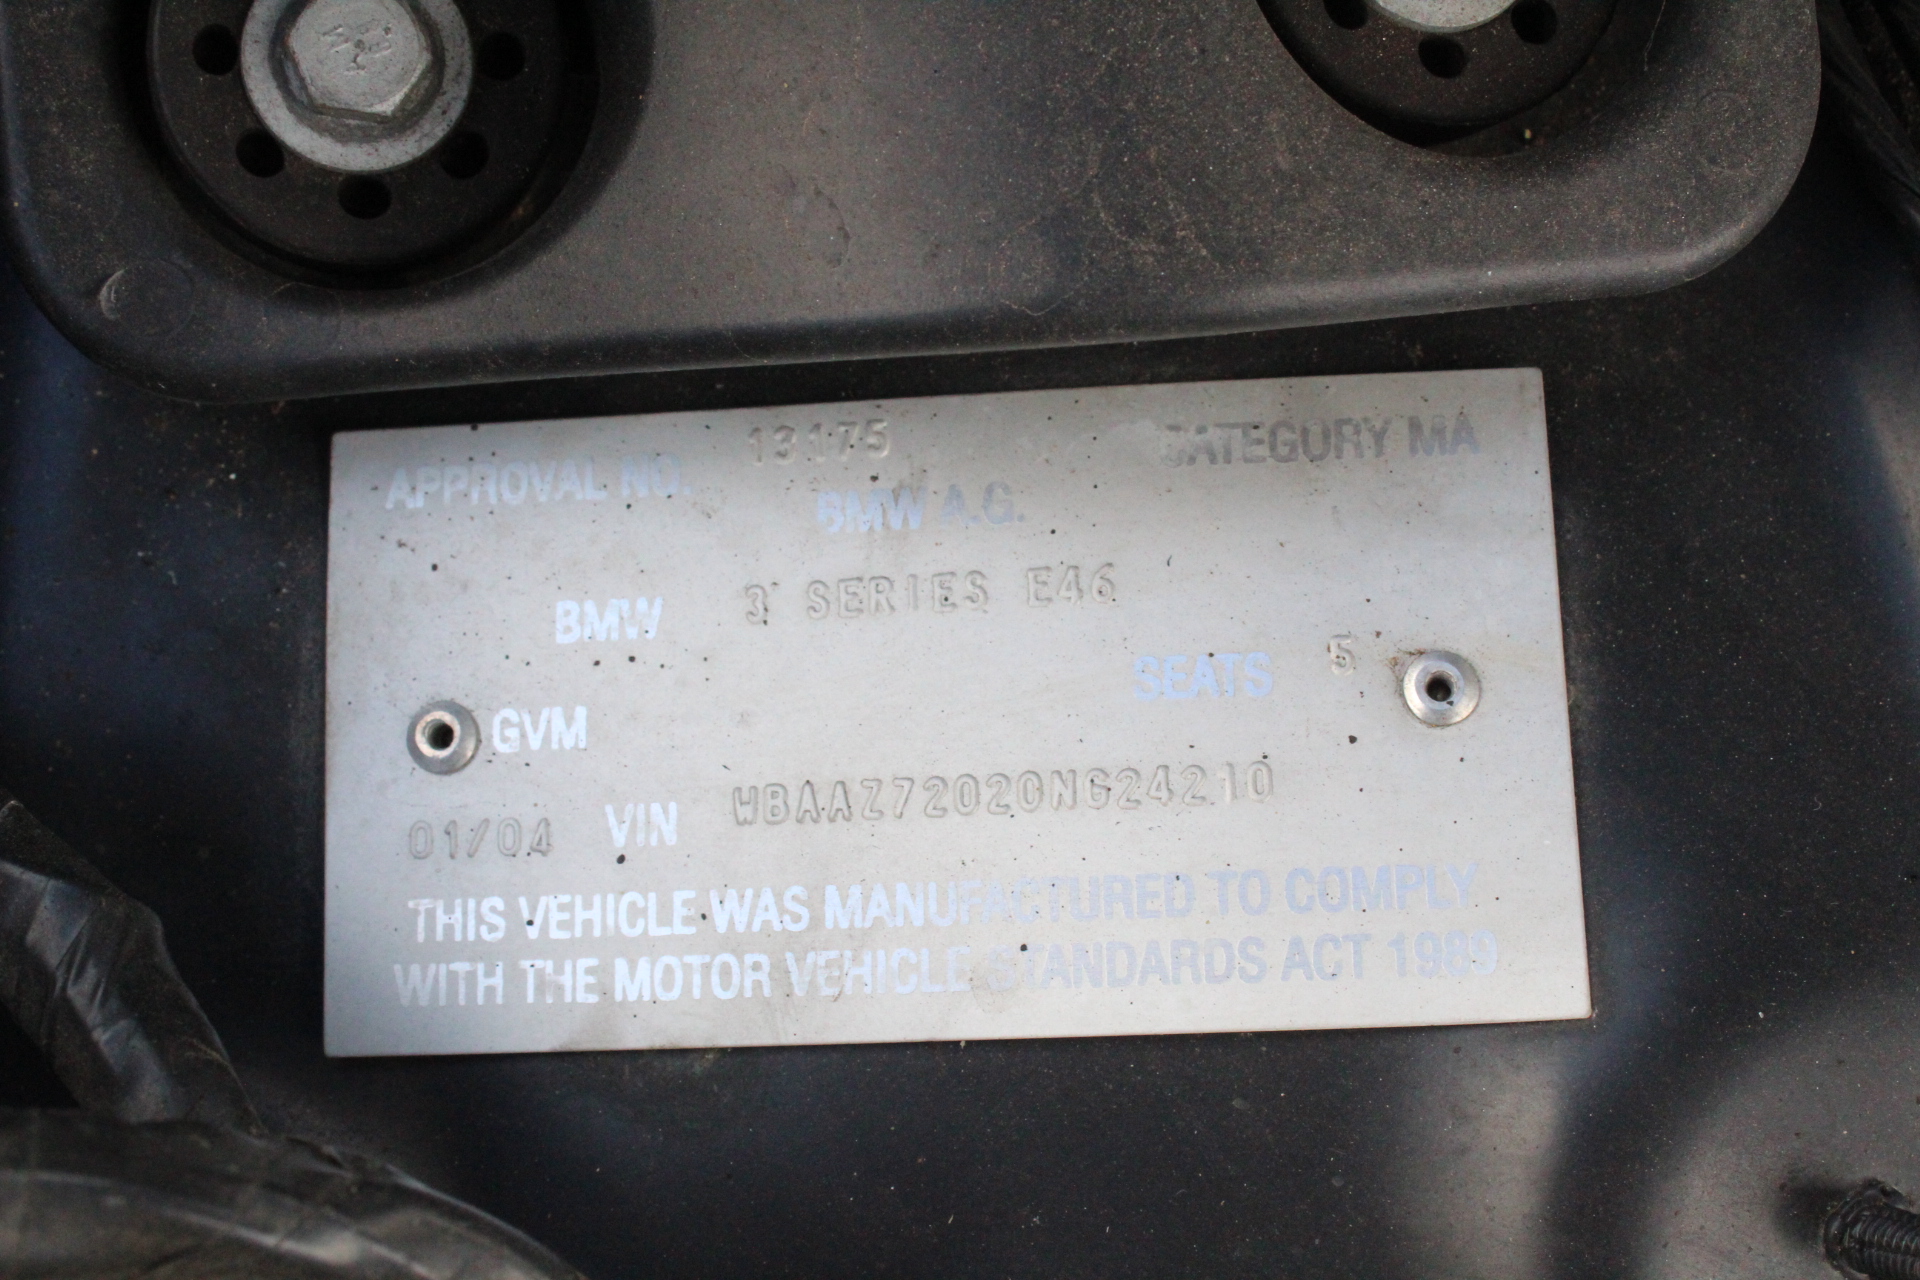 APPROVAL NO. 13175 CATEGORY MA
BMW A.G.
BMW 3 SERIES E46
SEATS 5
GVM
01/04 VIN WBAAZ72020NG24210
THIS VEHICLE WAS MANUFACTURED TO COMPLY
WITH THE MOTOR VEHICLE STANDARDS ACT 1989